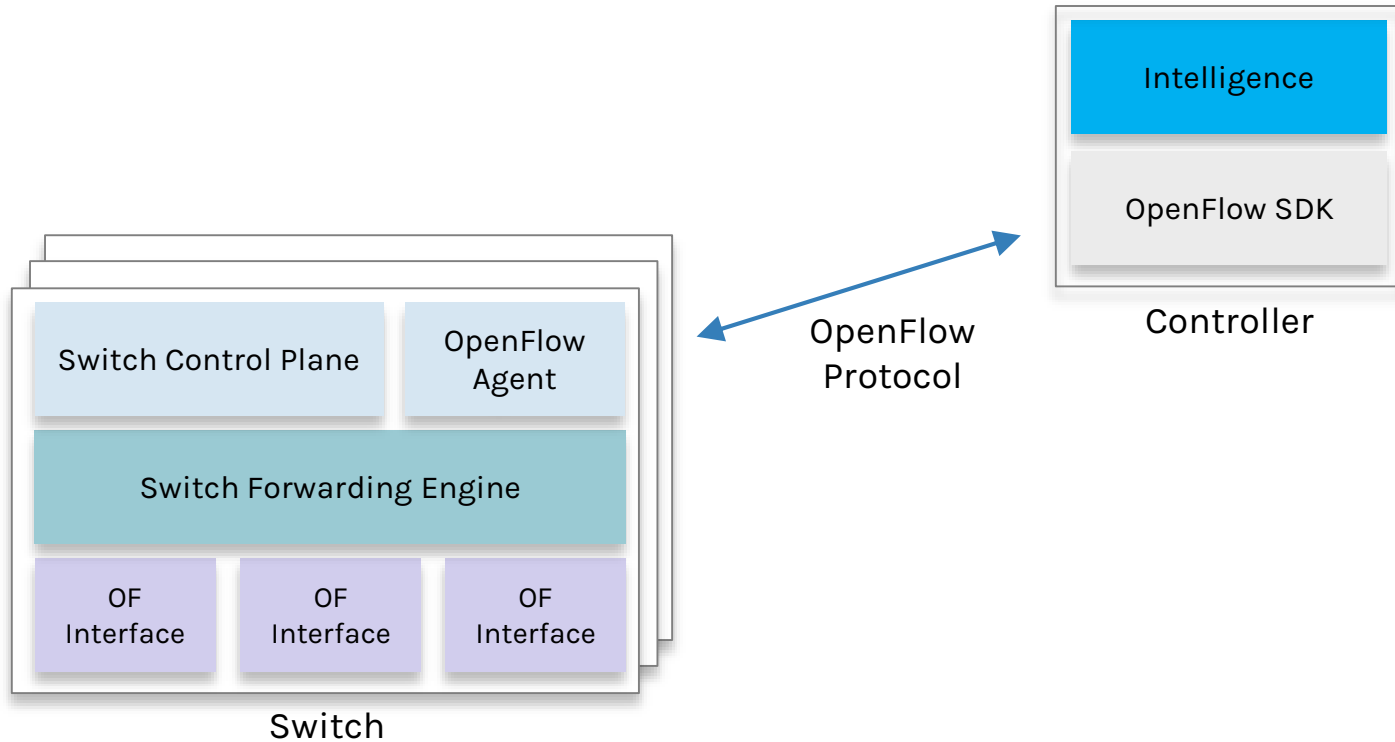 Intelligence
OpenFlow SDK
Controller
OpenFlow
Protocol
Switch Control Plane
OpenFlow
Agent
Switch Forwarding Engine
OF
Interface
OF
Interface
OF
Interface
Switch